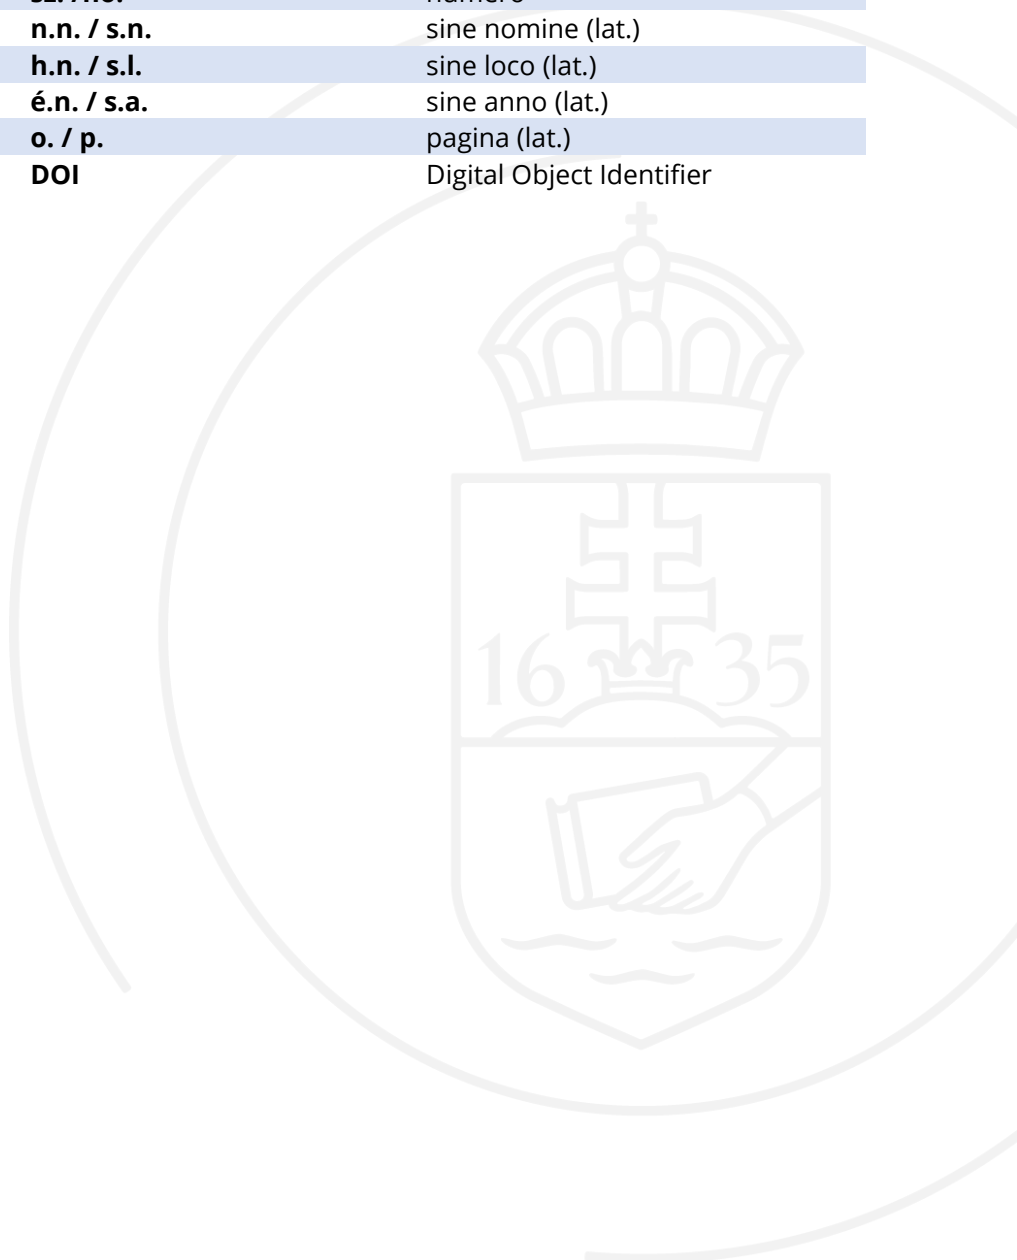 n.n. / s.n. sine nomine (lat.)
h.n. / s.l. sine loco (lat.)
é.n. / s.a. sine anno (lat.)
o. / p. pagina (lat.)
DOI Digital Object Identifier
16 35